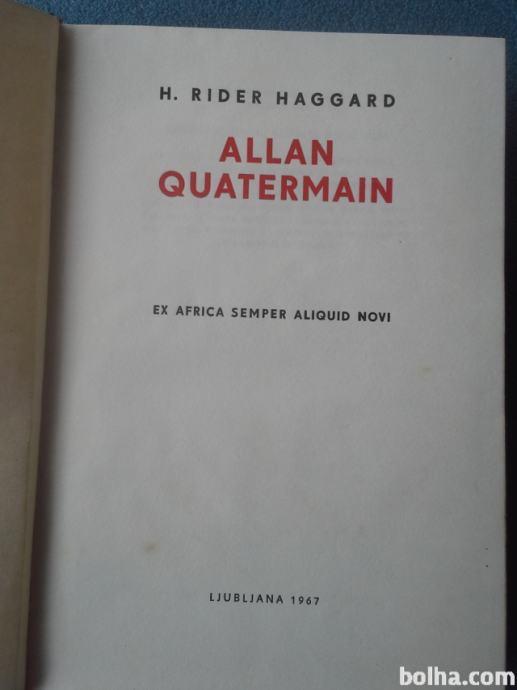 H. RIDER HAGGARD
ALLAN
QUATERMAIN
EX AFRICA SEMPER ALIQUID NOVI
LJUBLJANA 1967
bolha.com